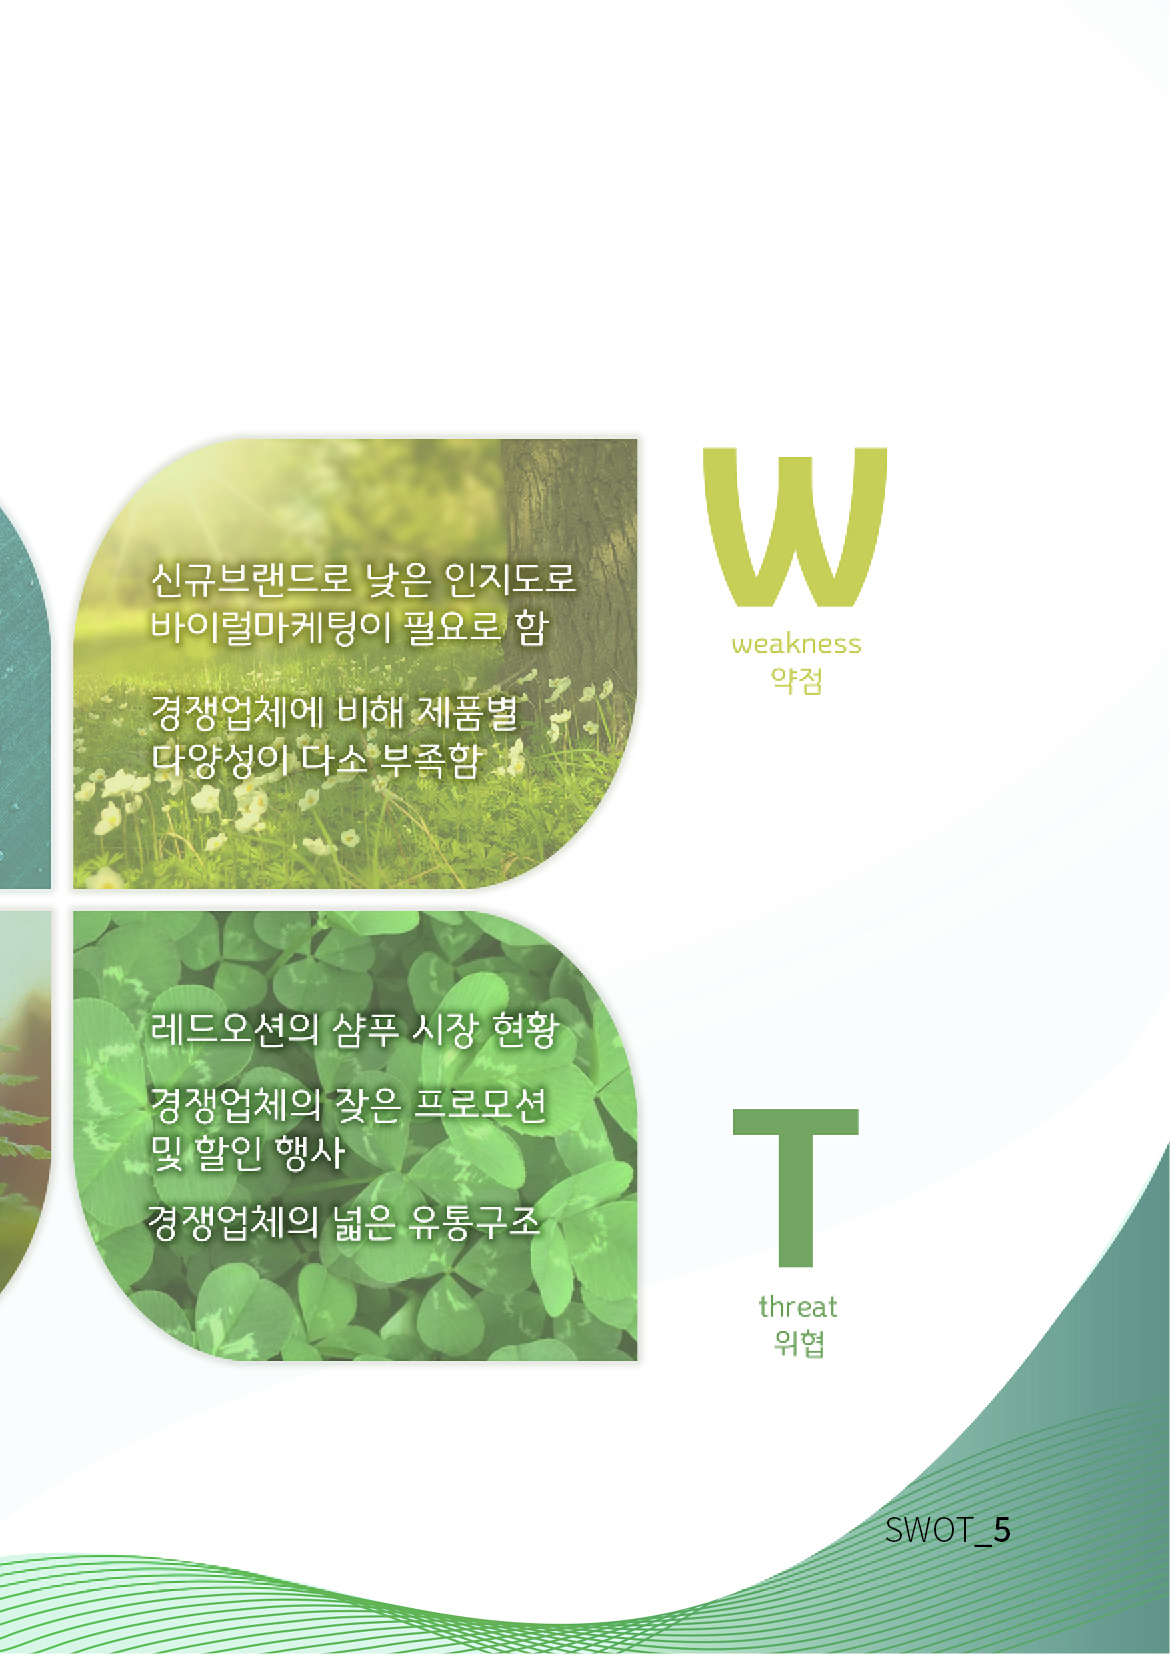 신규브랜드로 낮은 인지도로
바이럴마케팅이 필요로 함
경쟁업체에 비해 제품별
다양성이 다소 부족함
W
weakness
약점
레드오션의 샴푸 시장 현황
경쟁업체의 잦은 프로모션
및 할인 행사
경쟁업체의 넓은 유통구조
T
threat
위협
SWOT_5